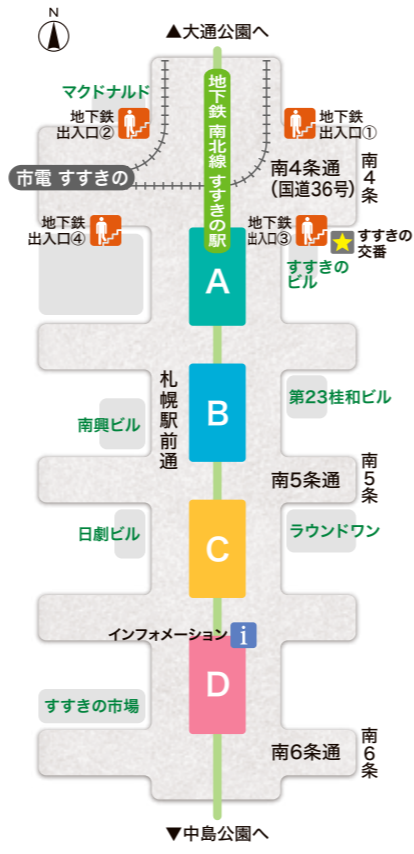 N
▲大通公園へ
マクドナルド
地下鉄
出入口②
地下鉄 南北線 すすきの駅
地下鉄
出入口①
市電 すすきの
南4条通
(国道36号)
南4条
地下鉄
出入口④
地下鉄
出入口③
すすきの
交番
すすきの
ビル
A
札幌駅前通
B
第23桂和ビル
南興ビル
南5条通
南5条
日劇ビル
C
ラウンドワン
インフォメーション
i
D
すすきの市場
南6条通
南6条
▼中島公園へ